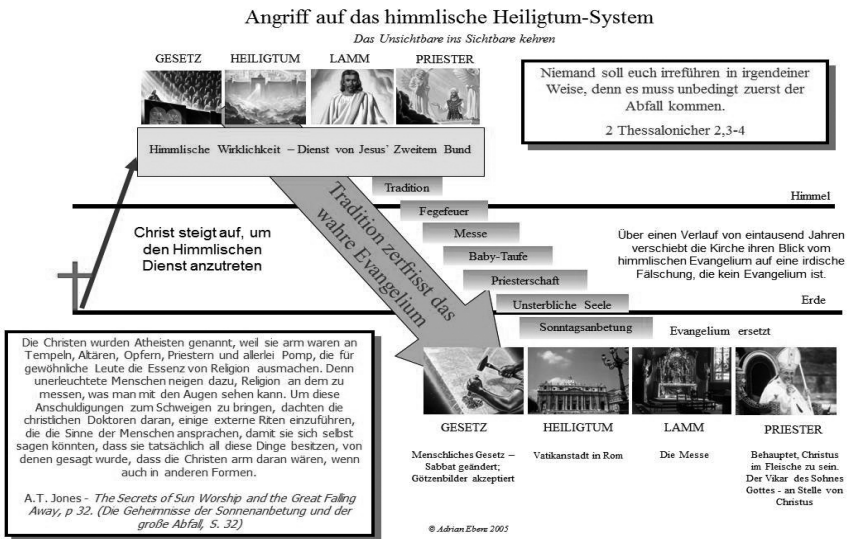 Angriff auf das himmlische Heiligtum-System
Das Unsichtbare ins Sichtbare kehren
GESETZ
HEILIGTUM
LAMM
PRIESTER
Niemand soll euch irreführen in irgendeiner
Weise, denn es muss unbedingt zuerst der
Abfall kommen.
2 Thessalonicher 2,3-4
Himmlische Wirklichkeit – Dienst von Jesus' Zweitem Bund
Tradition
Himmel
Fegefeuer
Christ steigt auf, um
den Himmlischen
Dienst anzutreten
Tradition zerfrisst das
wahre Evangelium
Messe
Baby-Taufe
Priesterschaft
Unsterbliche Seele
Sonntagsanbetung
Über einen Verlauf von eintausend Jahren
verschiebt die Kirche ihren Blick vom
himmlischen Evangelium auf eine irdische
Fälschung, die kein Evangelium ist.
Erde
Evangelium ersetzt
Die Christen wurden Atheisten genannt, weil sie arm waren an
Tempeln, Altären, Opfern, Priestern und allerlei Pomp, die für
gewöhnliche Leute die Essenz von Religion ausmachen. Denn
unerleuchtete Menschen neigen dazu, Religion an dem zu
messen, was man mit den Augen sehen kann. Um diese
Anschuldigungen zum Schweigen zu bringen, dachten die
christlichen Doktoren daran, einige externe Riten einzuführen,
die die Sinne der Menschen ansprachen, damit sie sich selbst
sagen könnten, dass sie tatsächlich all diese Dinge besitzen, von
denen gesagt wurde, dass die Christen arm daran wären, wenn
auch in anderen Formen.
A.T. Jones - The Secrets of Sun Worship and the Great Falling
Away, p 32. (Die Geheimnisse der Sonnenanbetung und der
große Abfall, S. 32)
GESETZ
Menschliches Gesetz –
Sabbat geändert;
Götzenbilder akzeptiert
HEILIGTUM
Vatikanstadt in Rom
LAMM
Die Messe
PRIESTER
Behauptet, Christus
im Fleische zu sein.
Der Vikar des Sohnes
Gottes - an Stelle von
Christus
© Adrian Ebens 2005